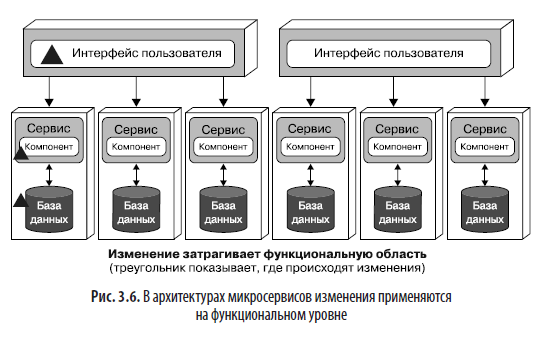 Интерфейс пользователя
Интерфейс пользователя
Сервис
Компонент
База
данных
Сервис
Компонент
База
данных
Сервис
Компонент
База
данных
Сервис
Компонент
База
данных
Сервис
Компонент
База
данных
Сервис
Компонент
База
данных
Изменение затрагивает функциональную область
(треугольник показывает, где происходят изменения)
Рис. 3.6. В архитектурах микросервисов изменения применяются
на функциональном уровне